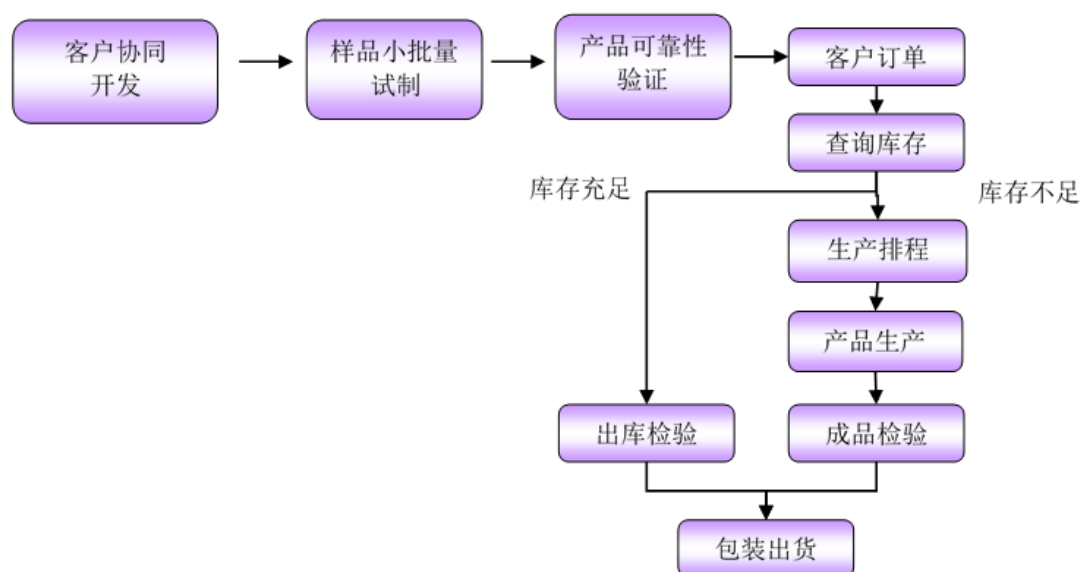 客户协同
开发
样品小批量
试制
产品可靠性
验证
客户订单
查询库存
库存充足
库存不足
生产排程
产品生产
出库检验
成品检验
包装出货